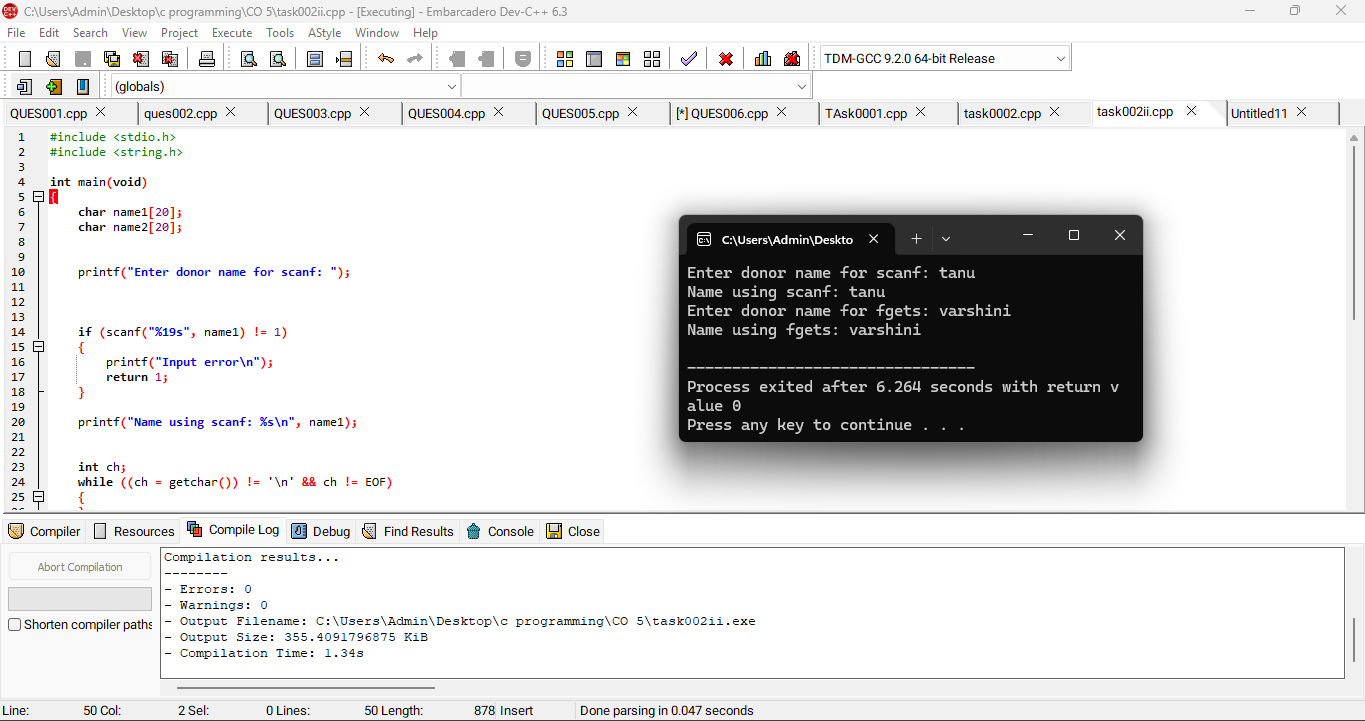 C:\Users\Admin\Desktop\c programming\CO 5\task002ii.cpp - [Executing] - Embarcadero Dev-C++ 6.3
File Edit Search View Project Execute Tools AStyle Window Help
TDM-GCC 9.2.0 64-bit Release
(globals)
QUES001.cpp ques002.cpp QUES003.cpp QUES004.cpp QUES005.cpp [*] QUES006.cpp TAsk0001.cpp task0002.cpp task002ii.cpp Untitled11
1 #include <stdio.h>
2 #include <string.h>
3
4 int main(void)
5 {
6 char name1[20];
7 char name2[20];
8
9
10 printf("Enter donor name for scanf: ");
11
12
13
14 if (scanf("%19s", name1) != 1)
15 {
16 printf("Input error\n");
17 return 1;
18 }
19
20 printf("Name using scanf: %s\n", name1);
21
22
23 int ch;
24 while ((ch = getchar()) != '\n' && ch != EOF)
25 {
C:\Users\Admin\Deskto
Enter donor name for scanf: tanu
Name using scanf: tanu
Enter donor name for fgets: varshini
Name using fgets: varshini
--------------------------------
Process exited after 6.264 seconds with return v
alue 0
Press any key to continue . . .
Compiler Resources Compile Log Debug Find Results Console Close
Abort Compilation
Shorten compiler paths
Compilation results...
--------
- Errors: 0
- Warnings: 0
- Output Filename: C:\Users\Admin\Desktop\c programming\CO 5\task002ii.exe
- Output Size: 355.4091796875 KiB
- Compilation Time: 1.34s
Line: 50 Col: 2 Sel: 0 Lines: 50 Length: 878 Insert Done parsing in 0.047 seconds